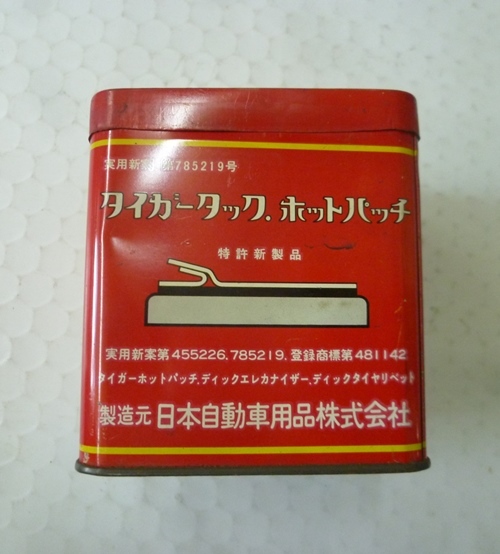 実用新案第785219号
タイガータック.ホットパッチ
特許新製品
実用新案第455226,785219,登録商標第481142
タイガーホットパッチ,ディックエレカナイザー,ディックタイヤリペット
製造元 日本自動車用品株式会社